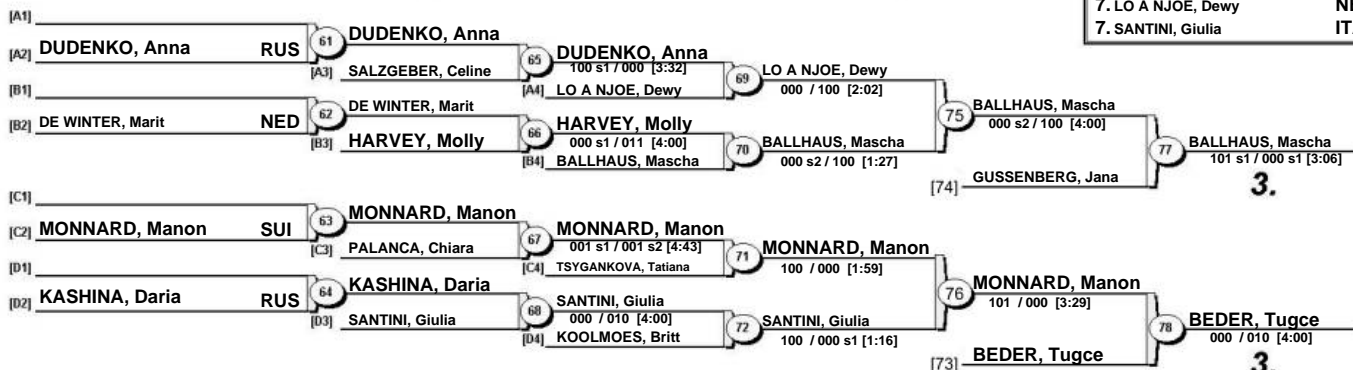 7. LO A NJOE, Dewy
7. SANTINI, Giulia
[A1]
[A2] DUDENKO, Anna RUS
61
DUDENKO, Anna
[A3] SALZGEBER, Celine
65
DUDENKO, Anna
100 s1 / 000 [3:32]
[A4] LO A NJOE, Dewy
69
LO A NJOE, Dewy
000 / 100 [2:02]
[B1]
[B2] DE WINTER, Marit NED
62
DE WINTER, Marit
[B3] HARVEY, Molly
66
HARVEY, Molly
000 s1 / 011 [4:00]
[B4] BALLHAUS, Mascha
70
BALLHAUS, Mascha
000 s2 / 100 [1:27]
75
BALLHAUS, Mascha
000 s2 / 100 [4:00]
[74] GUSSENBERG, Jana
77
BALLHAUS, Mascha
101 s1 / 000 s1 [3:06]
3.
[C1]
[C2] MONNARD, Manon SUI
63
MONNARD, Manon
[C3] PALANCA, Chiara
67
MONNARD, Manon
001 s1 / 001 s2 [4:43]
[C4] TSYGANKOVA, Tatiana
71
MONNARD, Manon
100 / 000 [1:59]
[D1]
[D2] KASHINA, Daria RUS
64
KASHINA, Daria
[D3] SANTINI, Giulia
68
SANTINI, Giulia
000 / 010 [4:00]
[D4] KOOLMOES, Britt
72
SANTINI, Giulia
100 / 000 s1 [1:16]
76
MONNARD, Manon
101 / 000 [3:29]
[73] BEDER, Tugce
78
BEDER, Tugce
000 / 010 [4:00]
3.